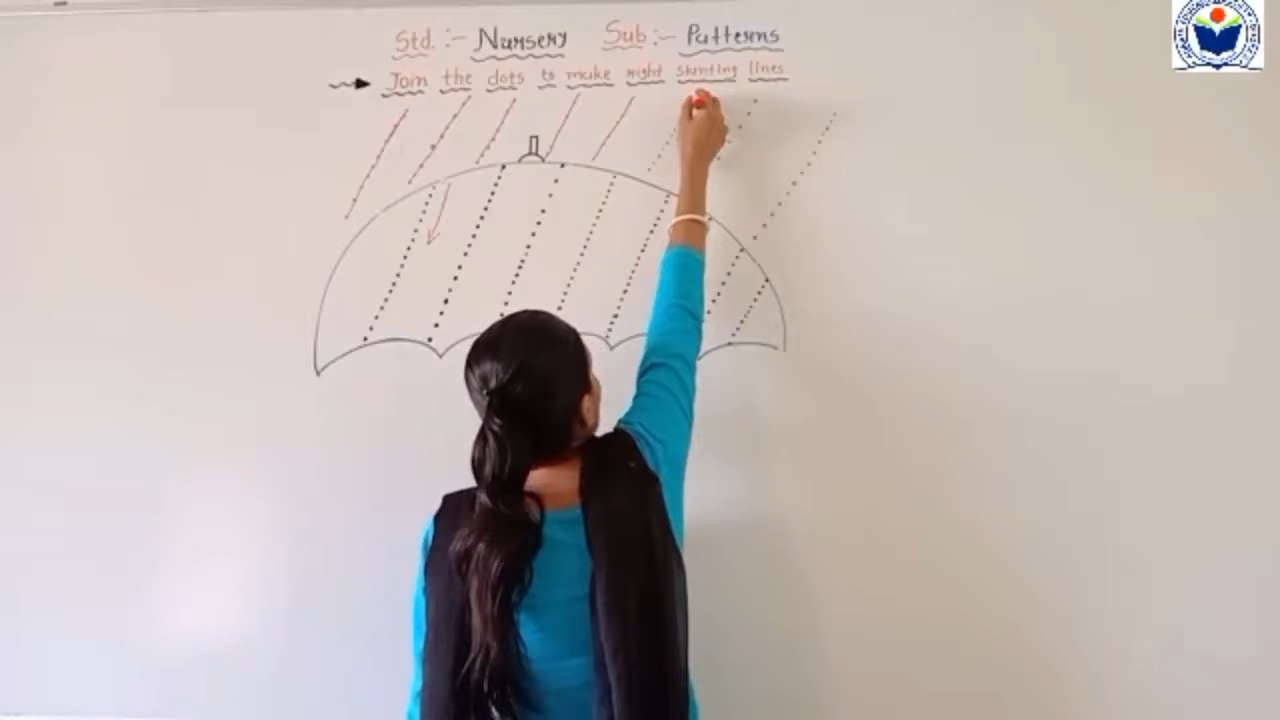 Std. :- Nursery Sub :- Patterns
Join the dots to make right slanting lines